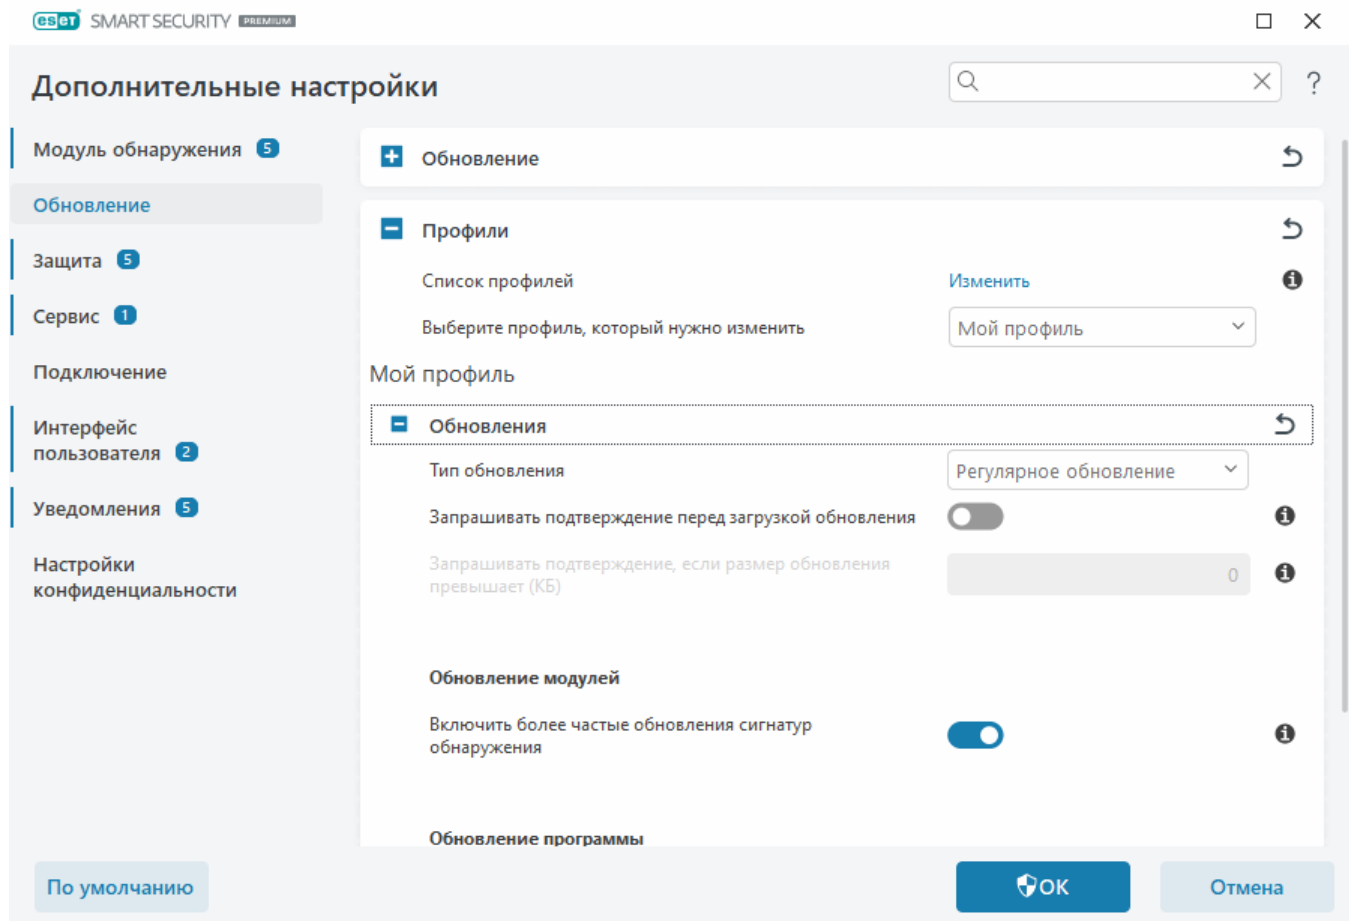 eset SMART SECURITY PREMIUM
Дополнительные настройки
?
Модуль обнаружения 5
Обновление
Защита 5
Сервис 1
Подключение
Интерфейс
пользователя 2
Уведомления 5
Настройки
конфиденциальности
Обновление
Профили
Список профилей
Изменить
Выберите профиль, который нужно изменить
Мой профиль
Мой профиль
Обновления
Тип обновления
Регулярное обновление
Запрашивать подтверждение перед загрузкой обновления
Запрашивать подтверждение, если размер обновления
превышает (КБ)
0
Обновление модулей
Включить более частые обновления сигнатур
обнаружения
Обновление программы
По умолчанию
ОК
Отмена